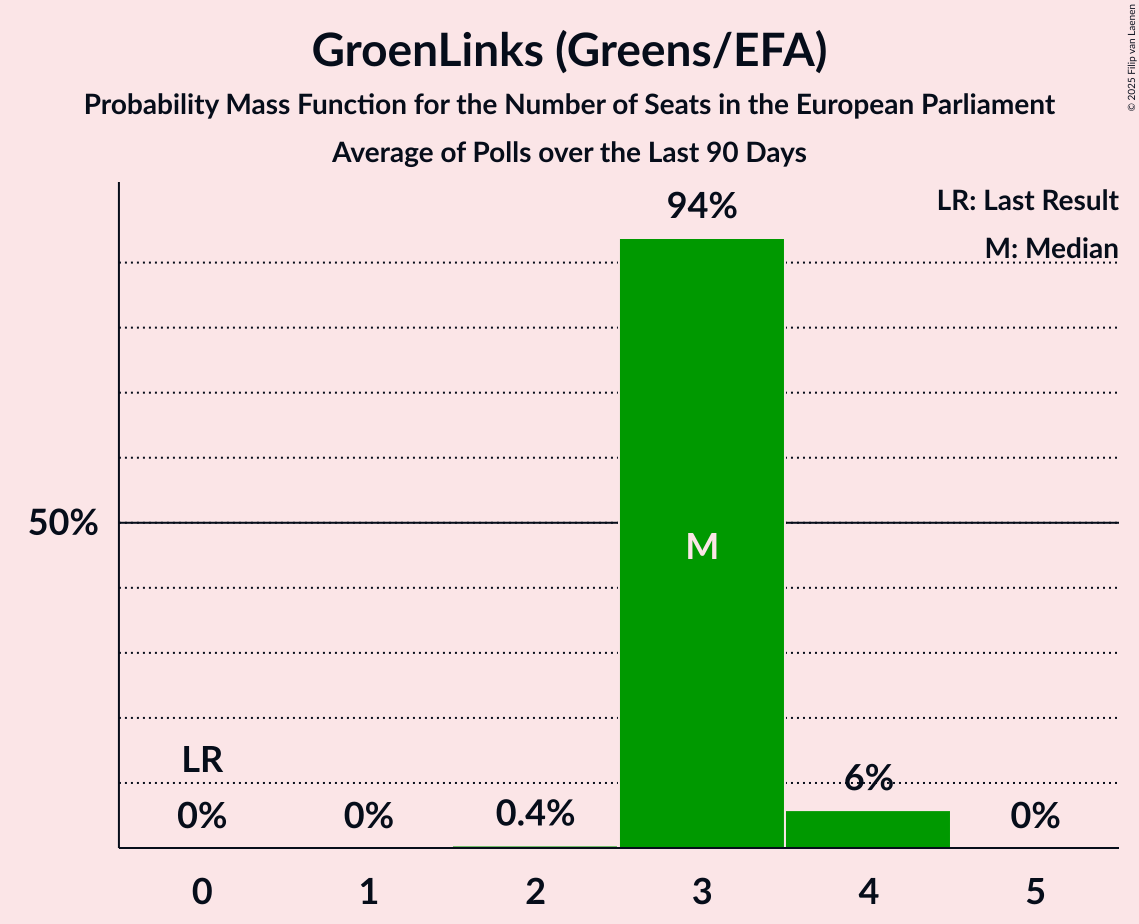 GroenLinks (Greens/EFA)
Probability Mass Function for the Number of Seats in the European Parliament
Average of Polls over the Last 90 Days
© 2025 Filip van Laenen
LR: Last Result
M: Median
94%
50%
M
LR
0%
0%
0.4%
6%
0%
0
1
2
3
4
5